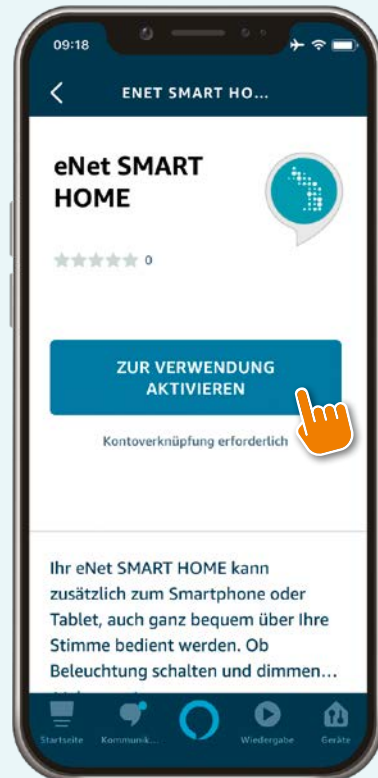 09:18
ENET SMART HO...
eNet SMART
HOME
0
ZUR VERWENDUNG
AKTIVIEREN
Kontoverknüpfung erforderlich
Ihr eNet SMART HOME kann
zusätzlich zum Smartphone oder
Tablet, auch ganz bequem über Ihre
Stimme bedient werden. Ob
Beleuchtung schalten und dimmen...
Startseite Kommunik... Wiedergabe Geräte